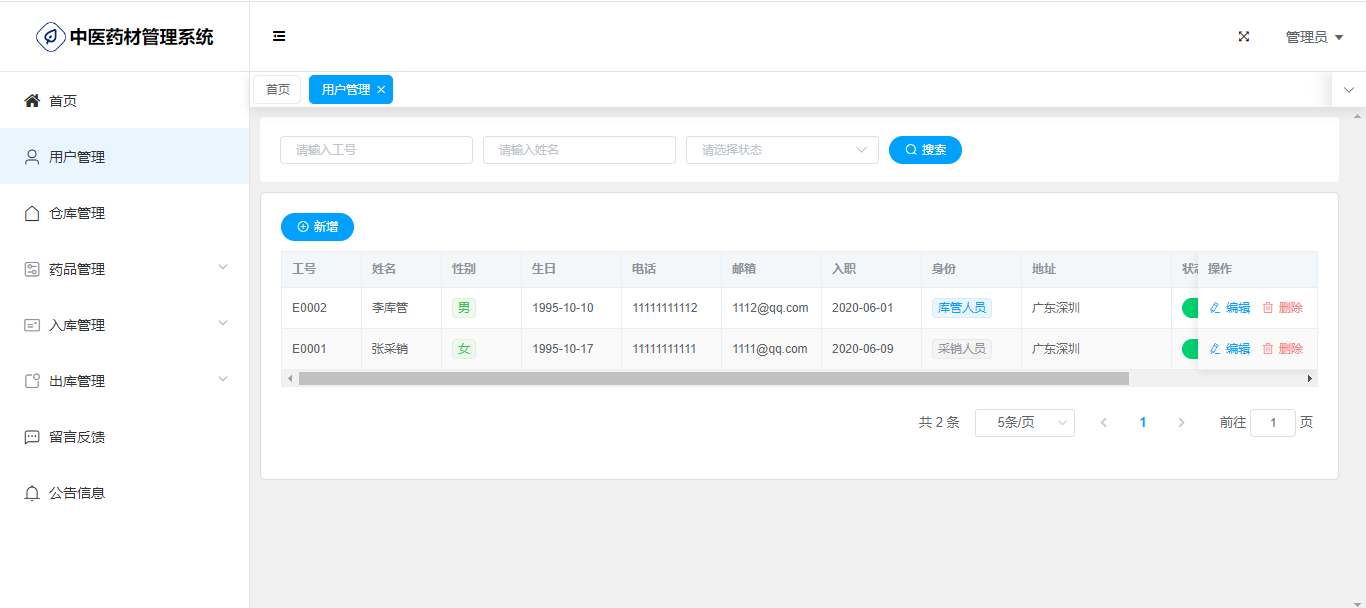 中医药材管理系统
管理员
首页
用户管理
仓库管理
药品管理
入库管理
出库管理
留言反馈
公告信息
首页 用户管理
请输入工号 请输入姓名 请选择状态 搜索
新增
工号 姓名 性别 生日 电话 邮箱 入职 身份 地址 状态 操作
E0002 李库管 男 1995-10-10 11111111112 1112@qq.com 2020-06-01 库管人员 广东深圳 编辑 删除
E0001 张采销 女 1995-10-17 11111111111 1111@qq.com 2020-06-09 采销人员 广东深圳 编辑 删除
共 2 条 5条/页 1 前往 1 页